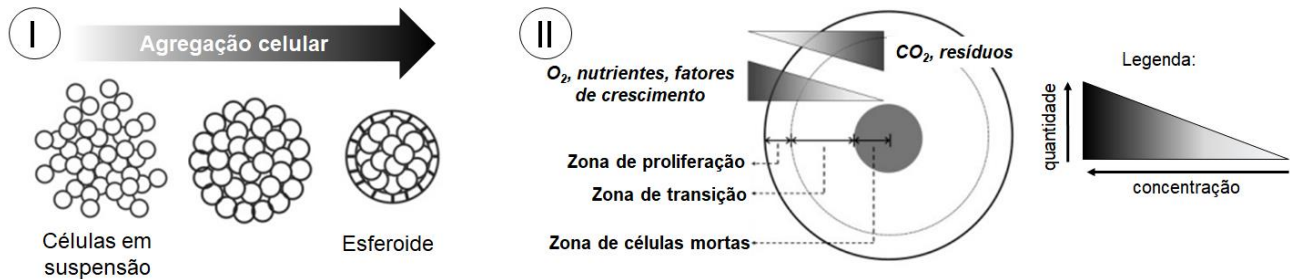 I
Agregação celular
Células em
suspensão
Esferoide
II
CO₂, resíduos
O₂, nutrientes, fatores
de crescimento
Zona de proliferação
Zona de transição
Zona de células mortas
Legenda:
quantidade
concentração